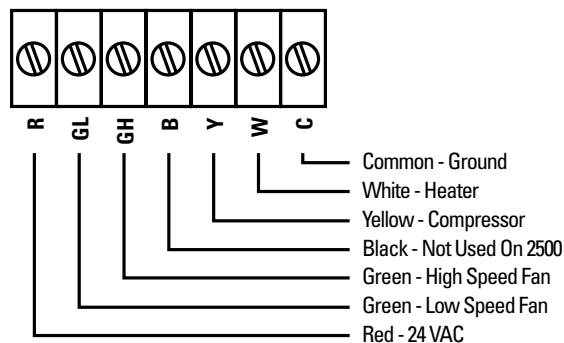 R GL GH B Y W C
Common - Ground
White - Heater
Yellow - Compressor
Black - Not Used On 2500
Green - High Speed Fan
Green - Low Speed Fan
Red - 24 VAC